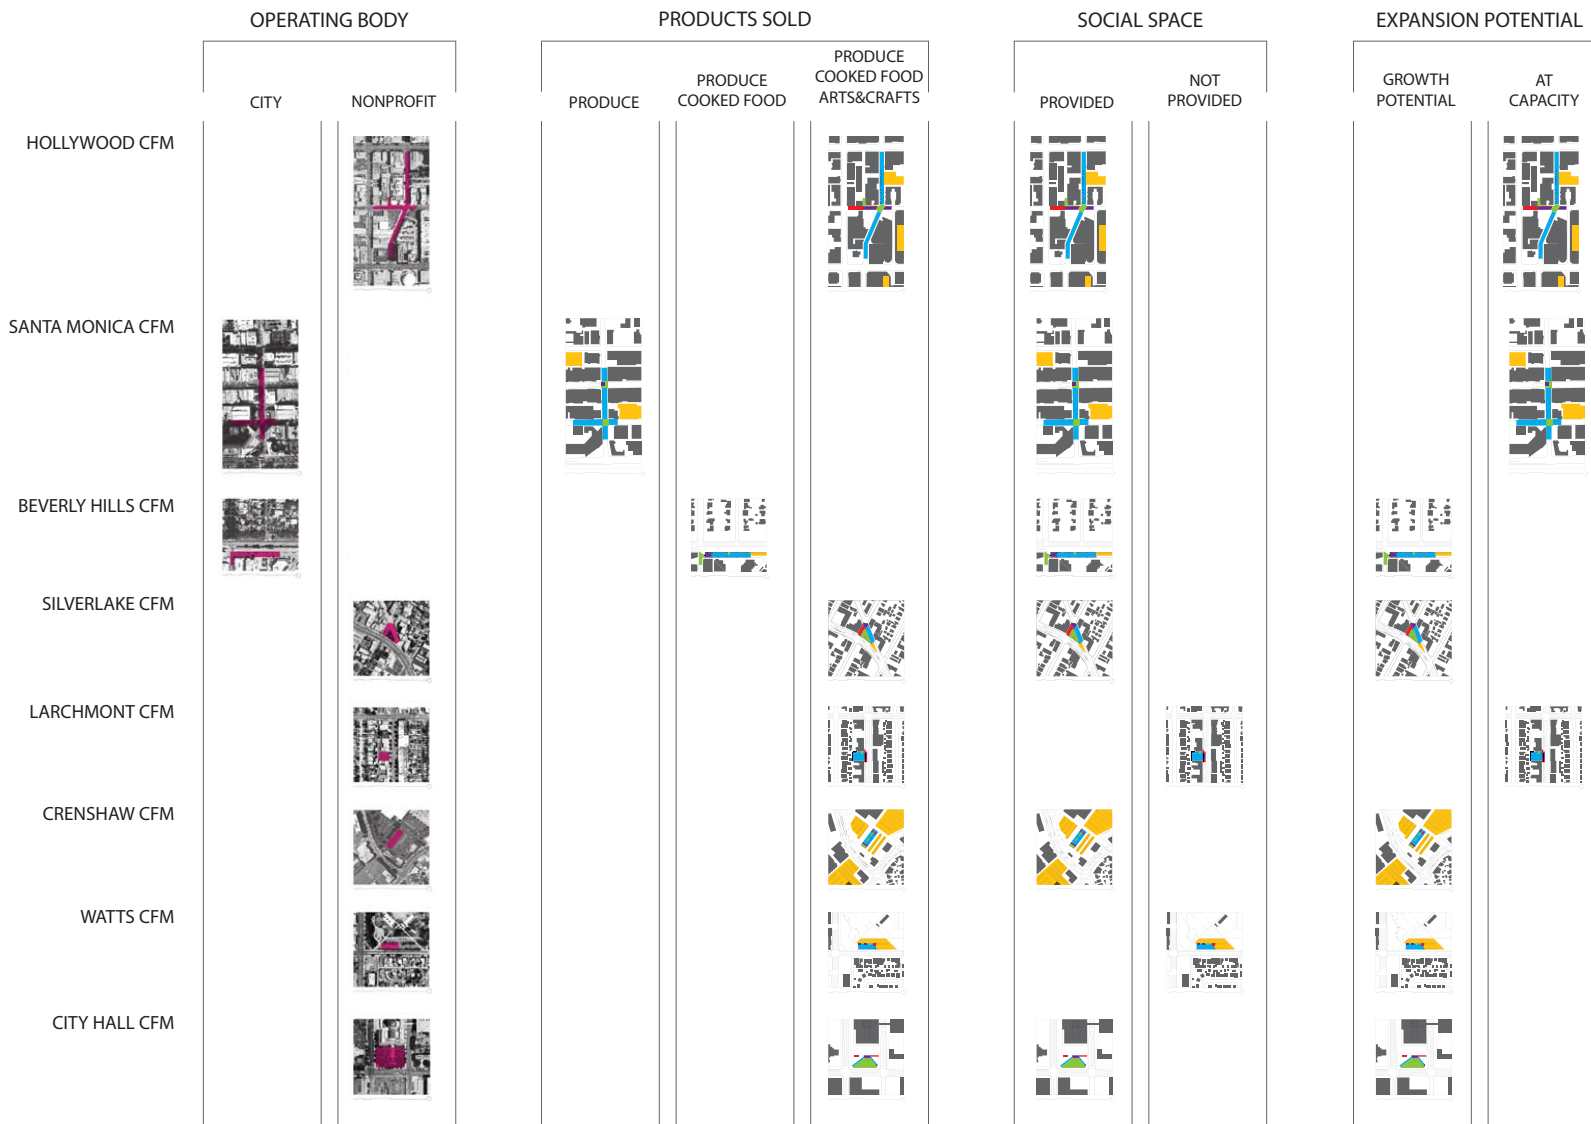 OPERATING BODY
PRODUCTS SOLD
SOCIAL SPACE
EXPANSION POTENTIAL
CITY
NONPROFIT
PRODUCE
PRODUCE
COOKED FOOD
PRODUCE
COOKED FOOD
ARTS&CRAFTS
PROVIDED
NOT
PROVIDED
GROWTH
POTENTIAL
AT
CAPACITY
HOLLYWOOD CFM
SANTA MONICA CFM
BEVERLY HILLS CFM
SILVERLAKE CFM
LARCHMONT CFM
CRENSHAW CFM
WATTS CFM
CITY HALL CFM